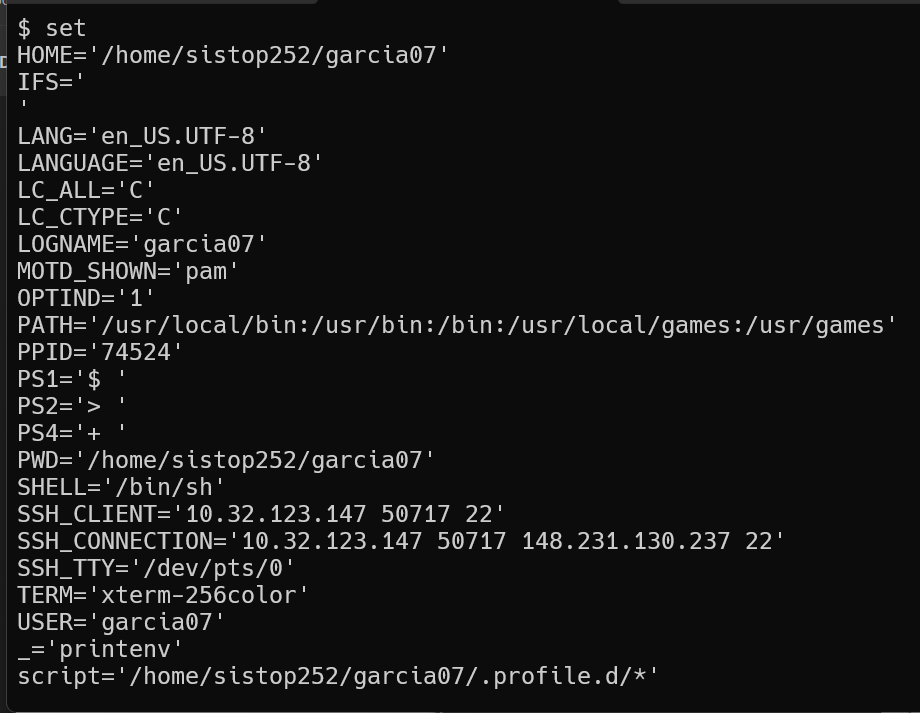 $ set
HOME='/home/sistop252/garcia07'
IFS='
'
LANG='en_US.UTF-8'
LANGUAGE='en_US.UTF-8'
LC_ALL='C'
LC_CTYPE='C'
LOGNAME='garcia07'
MOTD_SHOWN='pam'
OPTIND='1'
PATH='/usr/local/bin:/usr/bin:/bin:/usr/local/games:/usr/games'
PPID='74524'
PS1='$ '
PS2='> '
PS4='+ '
PWD='/home/sistop252/garcia07'
SHELL='/bin/sh'
SSH_CLIENT='10.32.123.147 50717 22'
SSH_CONNECTION='10.32.123.147 50717 148.231.130.237 22'
SSH_TTY='/dev/pts/0'
TERM='xterm-256color'
USER='garcia07'
_='printenv'
script='/home/sistop252/garcia07/.profile.d/*'